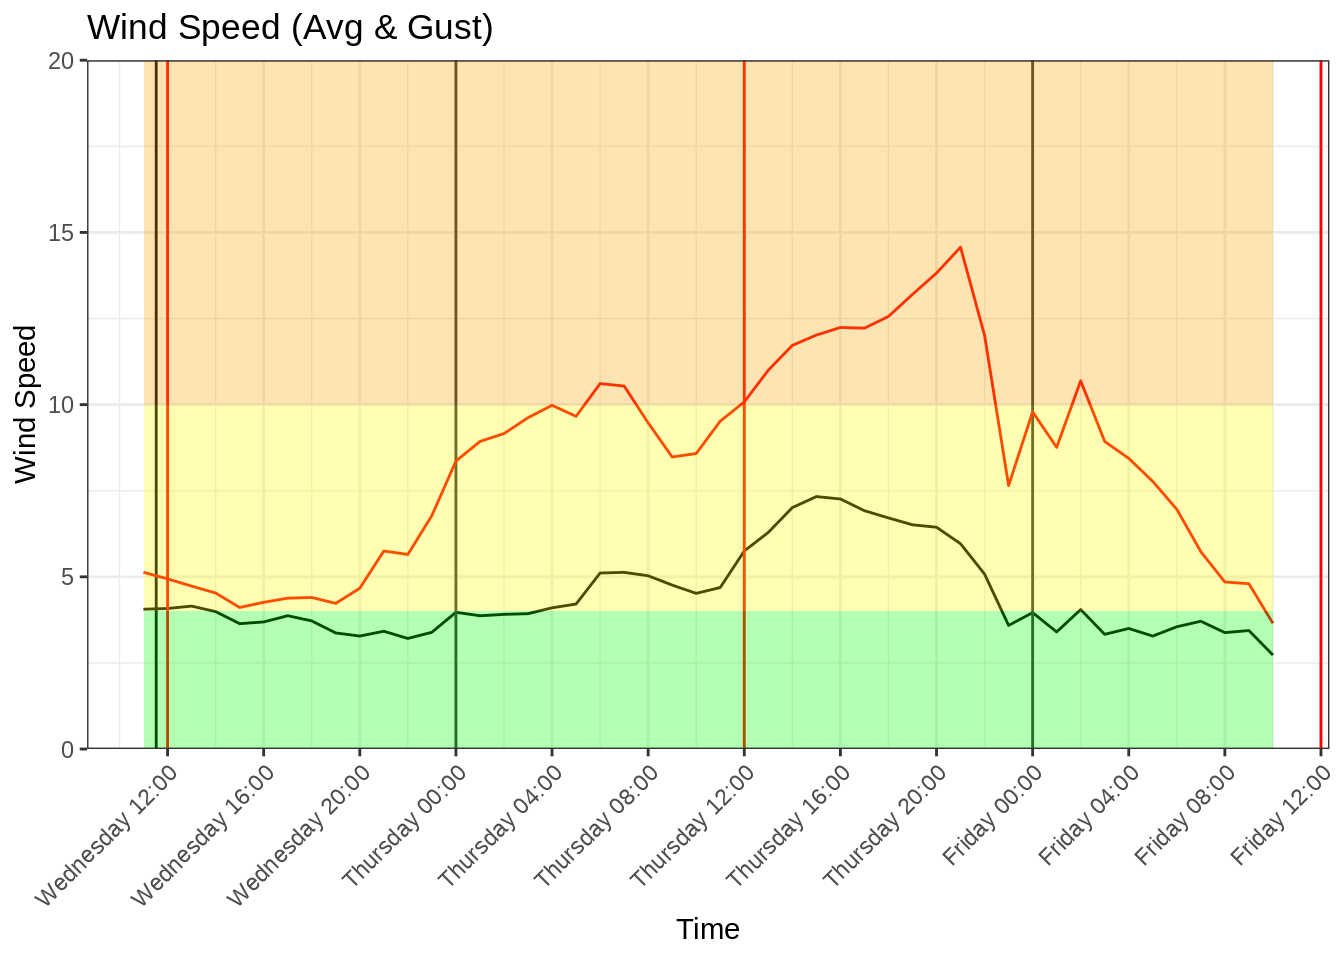 Wind Speed (Avg & Gust)
20
15
10
5
0
Wind Speed
Wednesday 12:00
Wednesday 16:00
Wednesday 20:00
Thursday 00:00
Thursday 04:00
Thursday 08:00
Thursday 12:00
Thursday 16:00
Thursday 20:00
Friday 00:00
Friday 04:00
Friday 08:00
Friday 12:00
Time